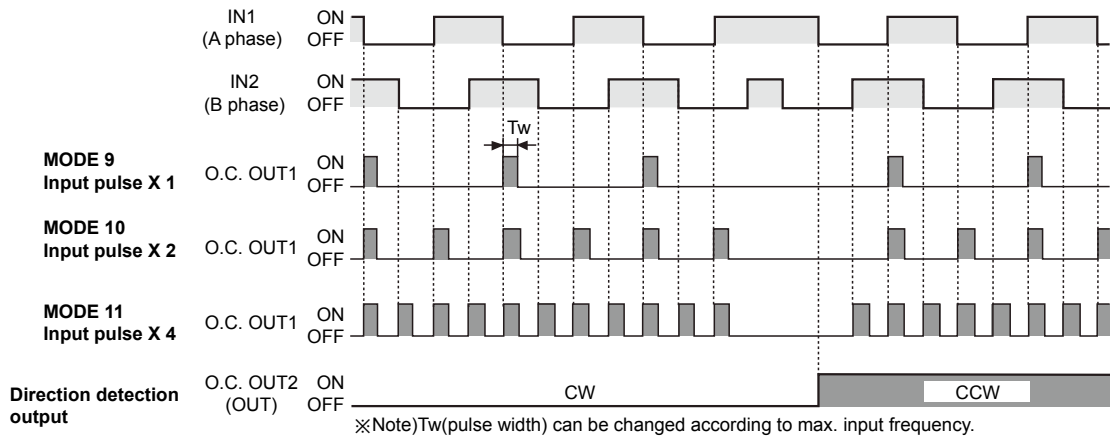 IN1 ON
(A phase) OFF
IN2 ON
(B phase) OFF
Tw
MODE 9
Input pulse X 1
O.C. OUT1 ON
OFF
MODE 10
Input pulse X 2
O.C. OUT1 ON
OFF
MODE 11
Input pulse X 4
O.C. OUT1 ON
OFF
Direction detection
output
O.C. OUT2 ON
(OUT) OFF
CW
CCW
※Note)Tw(pulse width) can be changed according to max. input frequency.